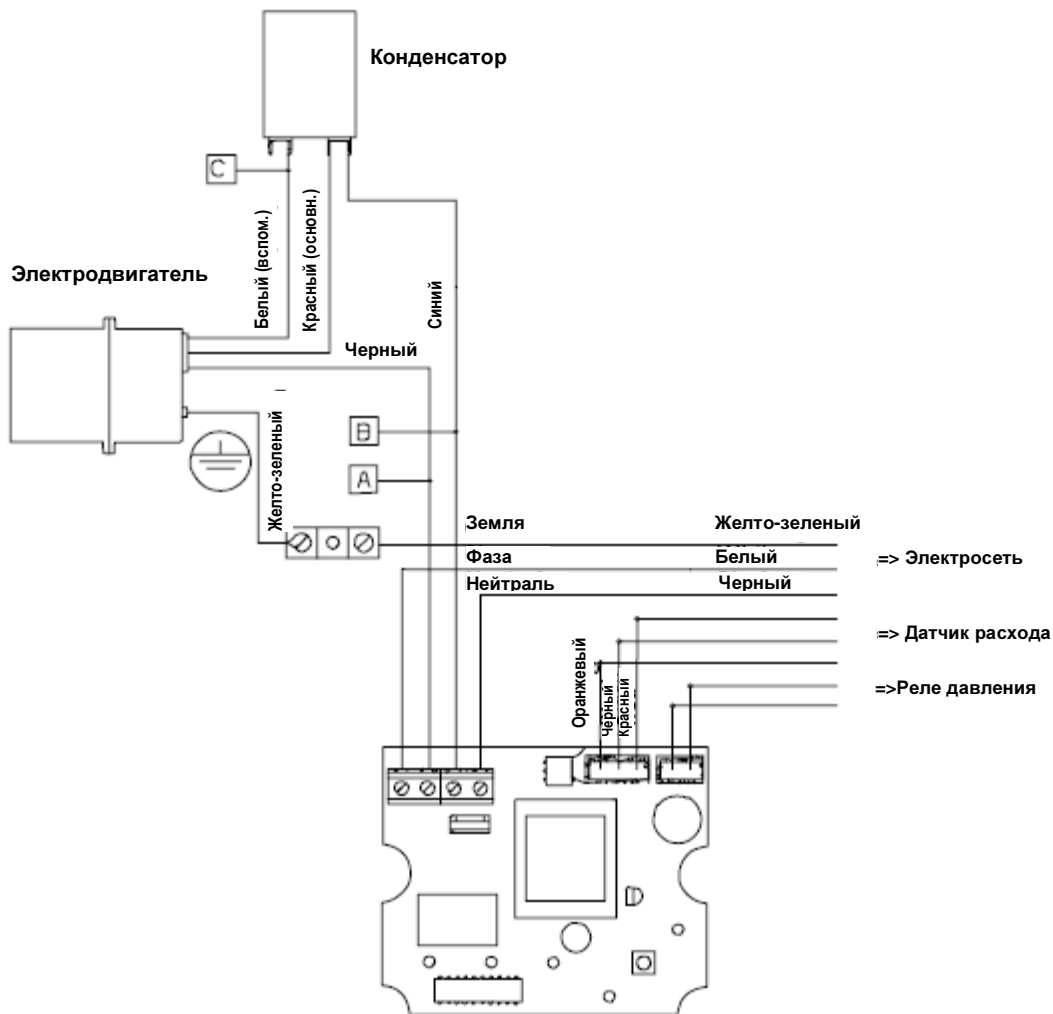 Конденсатор
C
Белый (вспом.)
Красный (основн.)
Синий
Электродвигатель
Черный
Желто-зеленый
B
A
Земля
Желто-зеленый
Фаза
Белый
=> Электросеть
Нейтраль
Черный
=> Датчик расхода
Оранжевый
Черный
Красный
=>Реле давления